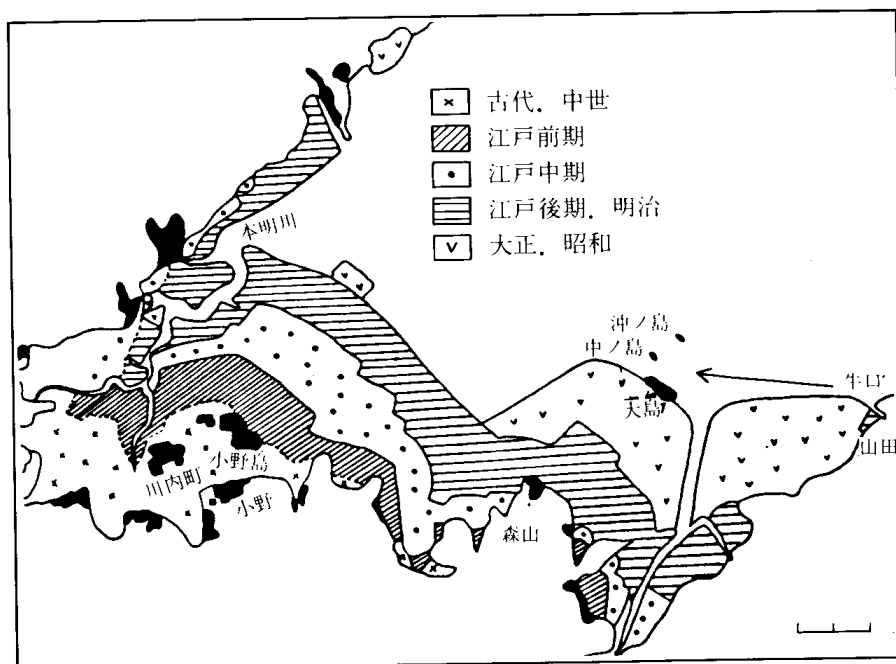 古代．中世
江戸前期
江戸中期
江戸後期．明治
大正．昭和
本明川
沖ノ島
中ノ島
大島
山田
小野島
川内町
小野
森山